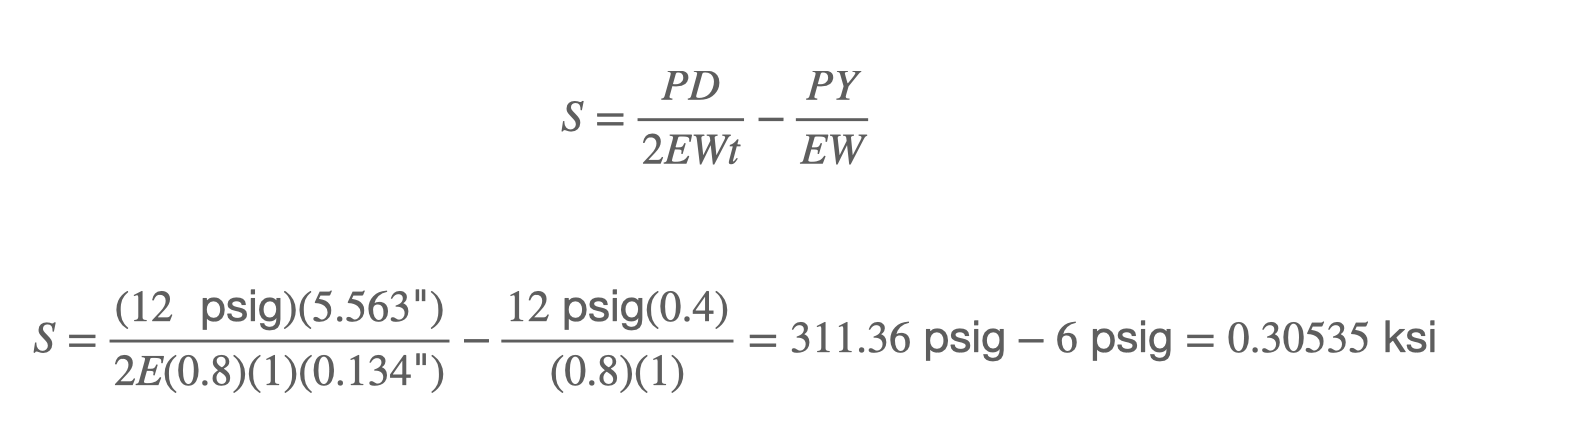 S = PD/2EWt − PY/EW
S = (12 psig)(5.563")/2E(0.8)(1)(0.134") − 12 psig(0.4)/(0.8)(1) = 311.36 psig − 6 psig = 0.30535 ksi